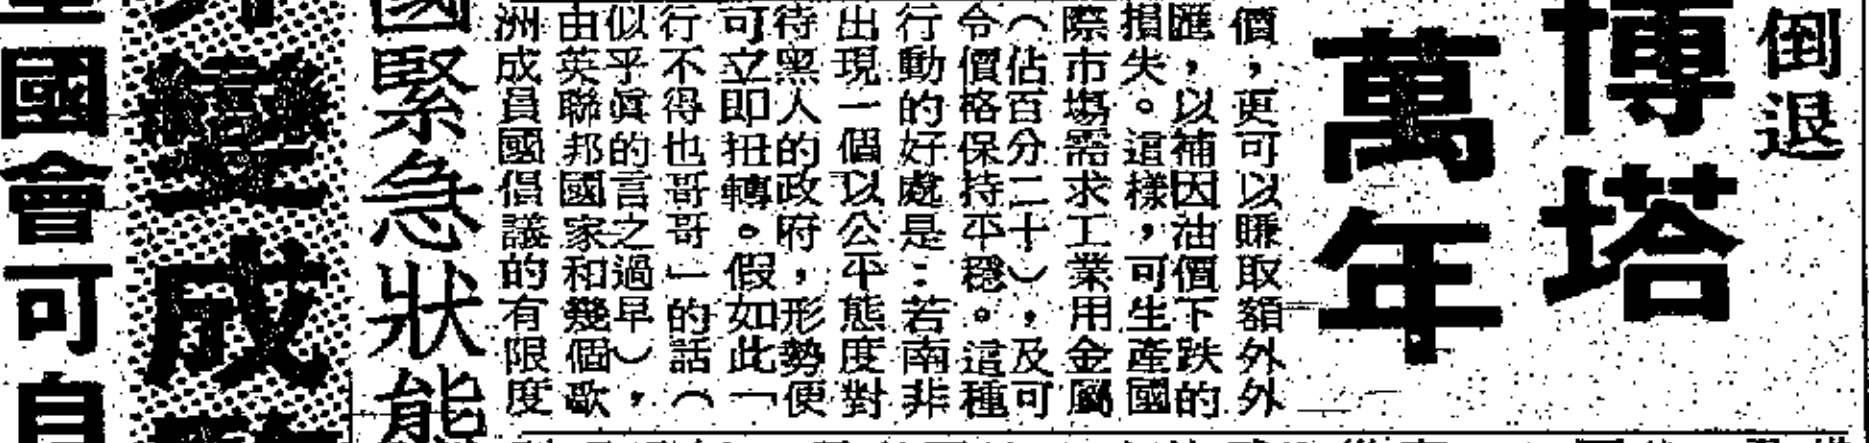 倒退
博塔
萬年
價，更可以賺取額外外
匯，以補因油價下跌的
損失。這樣，可生產國
際市場需求工業用金屬
（佔百分二十），及可
令價格保持平穩。這種
行動的好處是：若南非
出現一個以公平態度對
待黑人的政府，形勢便
可立即扭轉。假如此「
行不得也哥哥」的話（
似乎眞的言之過早），
由英聯邦國家和幾個歐
洲成員國倡議的有限度
國緊急狀態
變成
國會可自